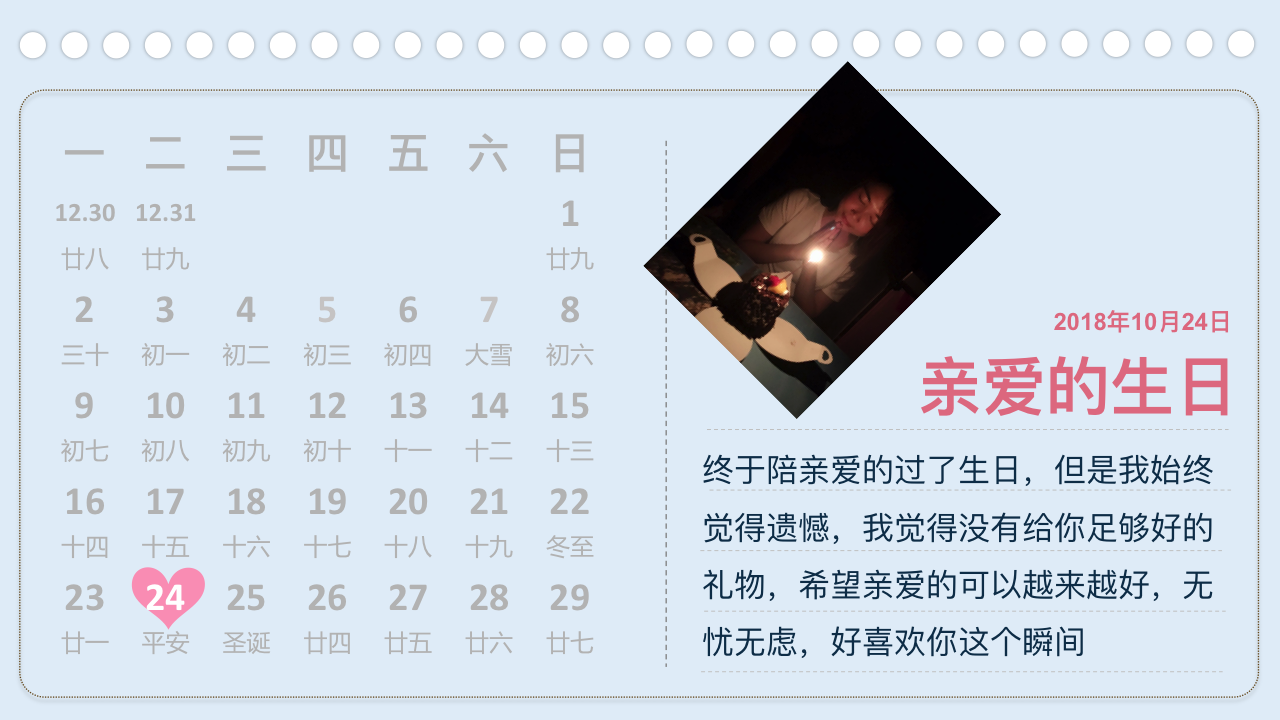 一 二 三 四 五 六 日
12.30 12.31 1
廿八 廿九 廿九
2 3 4 5 6 7 8
三十 初一 初二 初三 初四 大雪 初六
9 10 11 12 13 14 15
初七 初八 初九 初十 十一 十二 十三
16 17 18 19 20 21 22
十四 十五 十六 十七 十八 十九 冬至
23 24 25 26 27 28 29
廿一 平安 圣诞 廿四 廿五 廿六 廿七
2018年10月24日
亲爱的生日
终于陪亲爱的过了生日，但是我始终
觉得遗憾，我觉得没有给你足够好的
礼物，希望亲爱的可以越来越好，无
忧无虑，好喜欢你这个瞬间